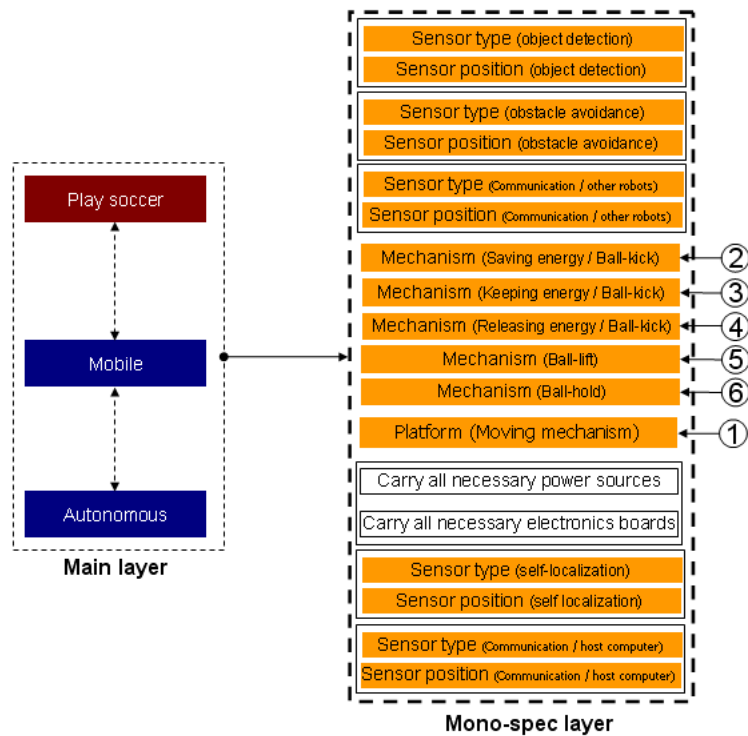 Sensor type (object detection)
Sensor position (object detection)
Sensor type (obstacle avoidance)
Sensor position (obstacle avoidance)
Sensor type (Communication / other robots)
Sensor position (Communication / other robots)
Mechanism (Saving energy / Ball-kick)
②
Mechanism (Keeping energy / Ball-kick)
③
Mechanism (Releasing energy / Ball-kick)
④
Mechanism (Ball-lift)
⑤
Mechanism (Ball-hold)
⑥
Platform (Moving mechanism)
①
Carry all necessary power sources
Carry all necessary electronics boards
Sensor type (self-localization)
Sensor position (self localization)
Sensor type (Communication / host computer)
Sensor position (Communication / host computer)
Mono-spec layer
Play soccer
Mobile
Autonomous
Main layer